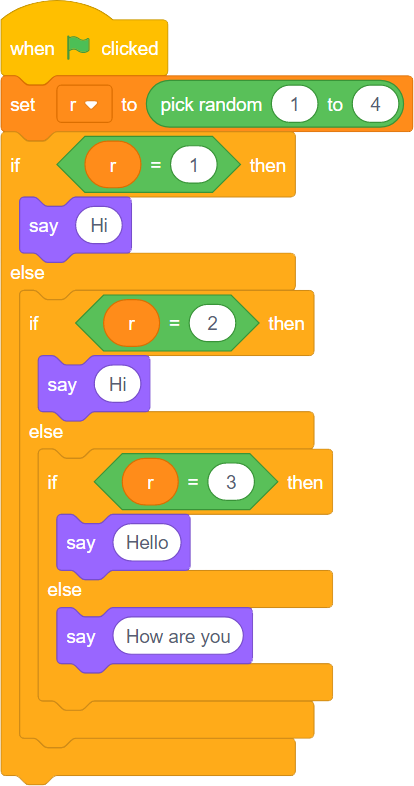 when clicked
set r to pick random 1 to 4
if r = 1 then
say Hi
else
if r = 2 then
say Hi
else
if r = 3 then
say Hello
else
say How are you